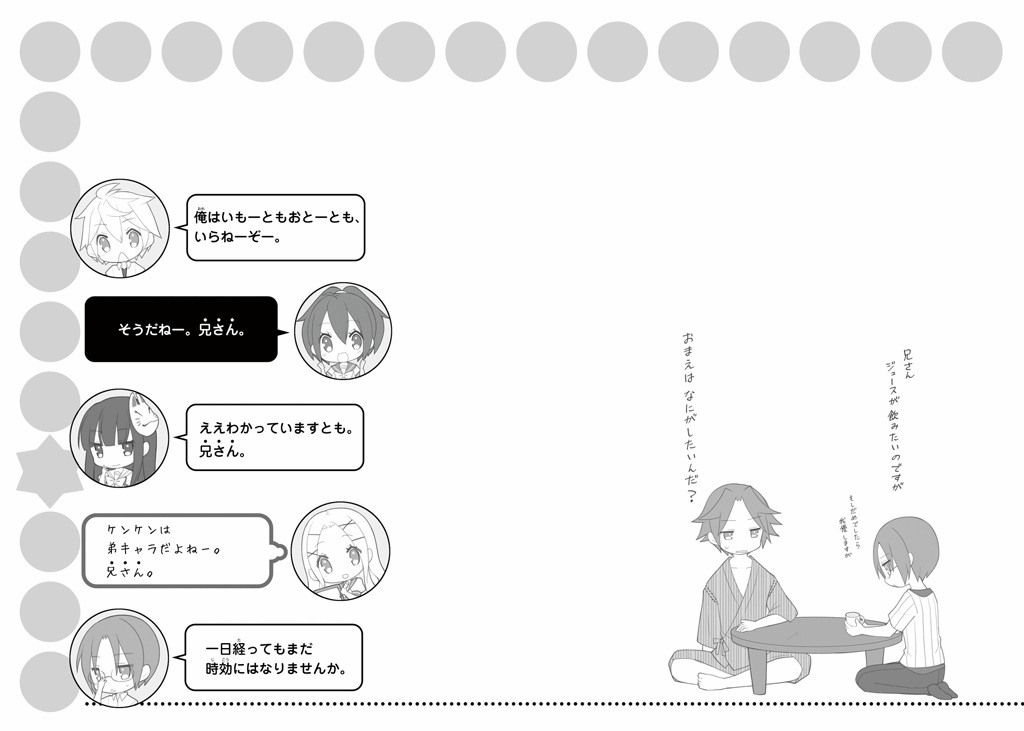 俺はいもーともおとーとも、
いらねーぞー。
そうだねー。兄さん。
ええわかっていますとも。
兄さん。
ケンケンは
弟キャラだよねー。
兄さん。
一日経ってもまだ
時効にはなりませんか。
兄さん
ジュースが飲みたいのですが
もしだめでしたら
我慢しますが
おまえは なにがしたいんだ?